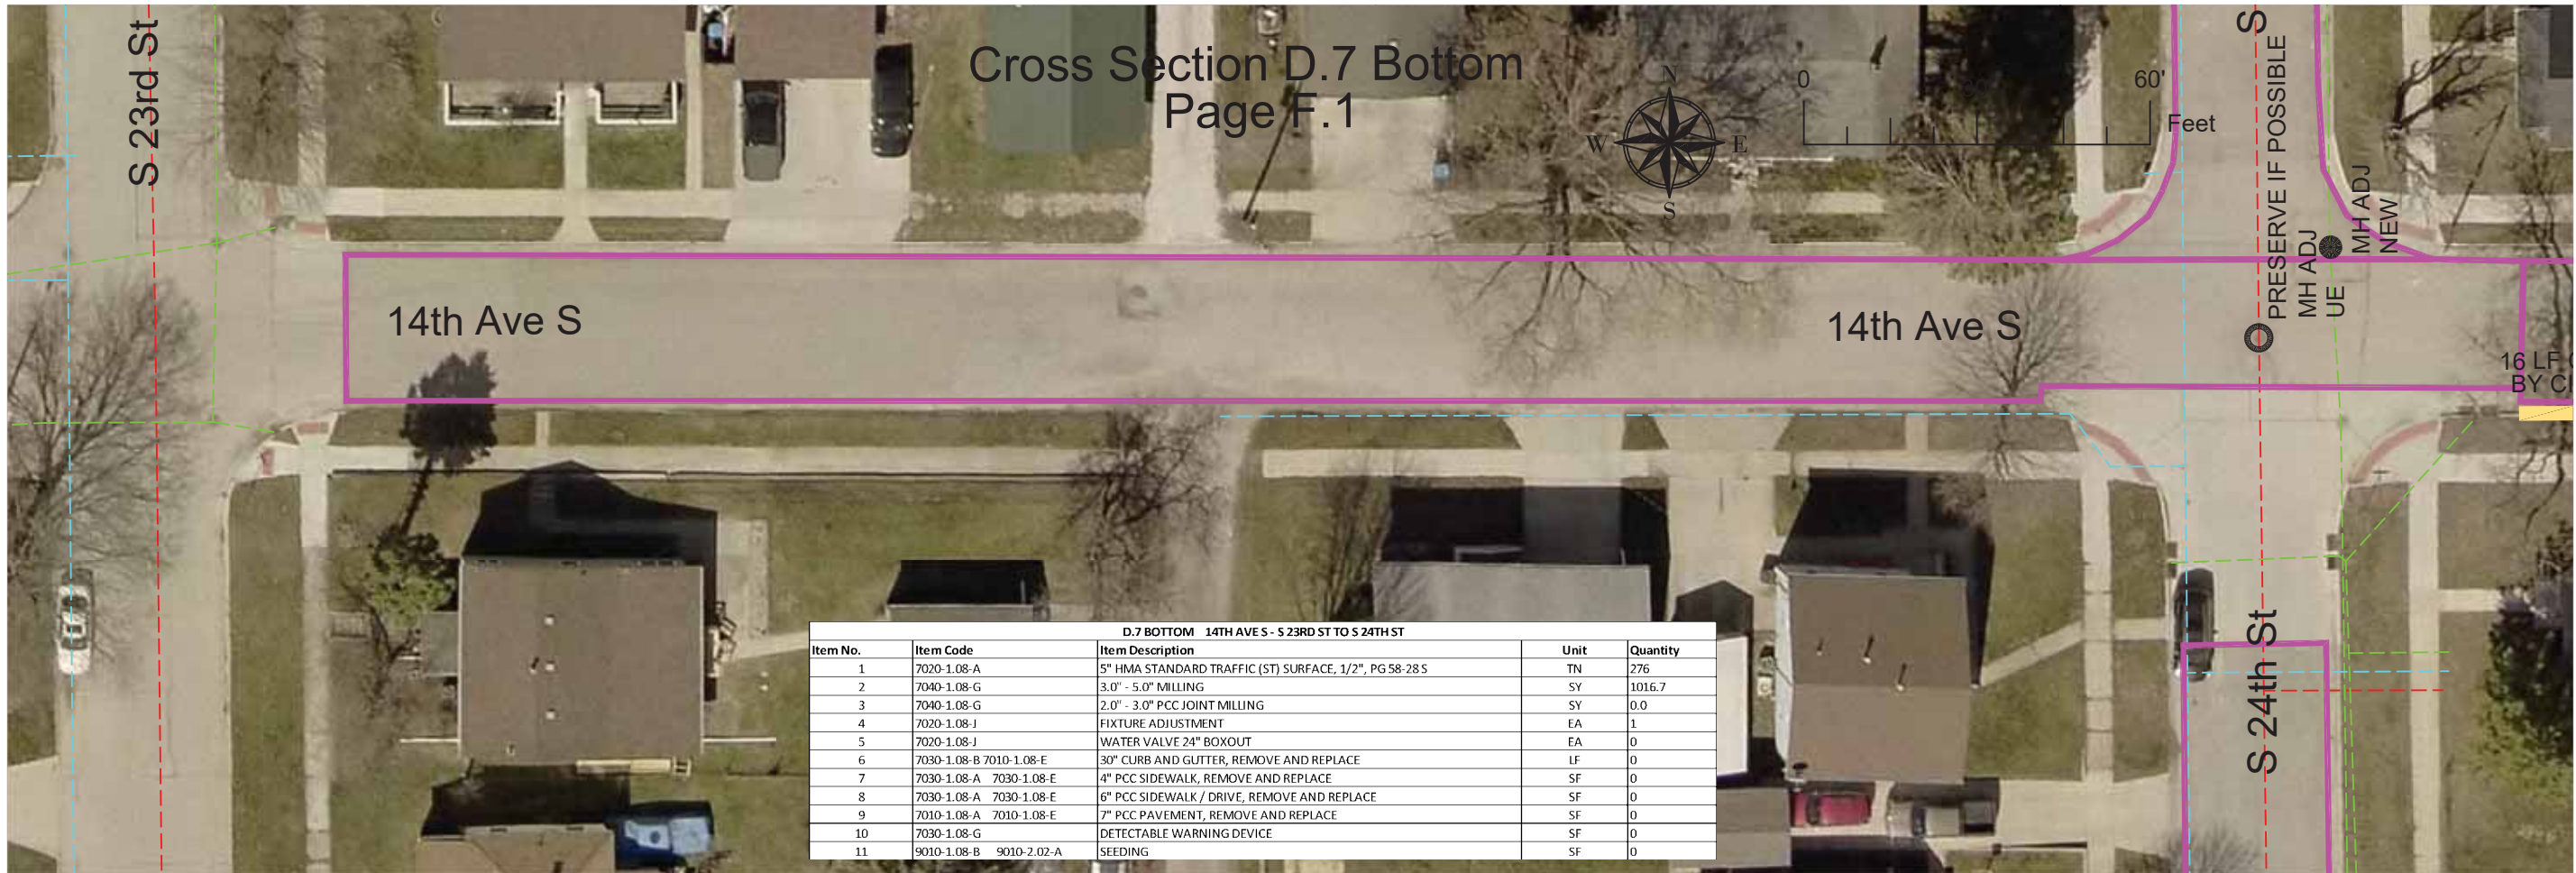 S 23rd St
Cross Section D.7 Bottom
Page F.1
N
W E
S
0 60'
Feet
S
PRESERVE IF POSSIBLE
MH ADJ
UE
MH ADJ
NEW
14th Ave S
14th Ave S
16 LF
BY CI
S 24th St
D.7 BOTTOM 14TH AVE S - S 23RD ST TO S 24TH ST
Item No. Item Code Item Description Unit Quantity
1 7020-1.08-A 5" HMA STANDARD TRAFFIC (ST) SURFACE, 1/2", PG 58-28 S TN 276
2 7040-1.08-G 3.0" - 5.0" MILLING SY 1016.7
3 7040-1.08-G 2.0" - 3.0" PCC JOINT MILLING SY 0.0
4 7020-1.08-J FIXTURE ADJUSTMENT EA 1
5 7020-1.08-J WATER VALVE 24" BOXOUT EA 0
6 7030-1.08-B 7010-1.08-E 30" CURB AND GUTTER, REMOVE AND REPLACE LF 0
7 7030-1.08-A 7030-1.08-E 4" PCC SIDEWALK, REMOVE AND REPLACE SF 0
8 7030-1.08-A 7030-1.08-E 6" PCC SIDEWALK / DRIVE, REMOVE AND REPLACE SF 0
9 7010-1.08-A 7010-1.08-E 7" PCC PAVEMENT, REMOVE AND REPLACE SF 0
10 7030-1.08-G DETECTABLE WARNING DEVICE SF 0
11 9010-1.08-B 9010-2.02-A SEEDING SF 0